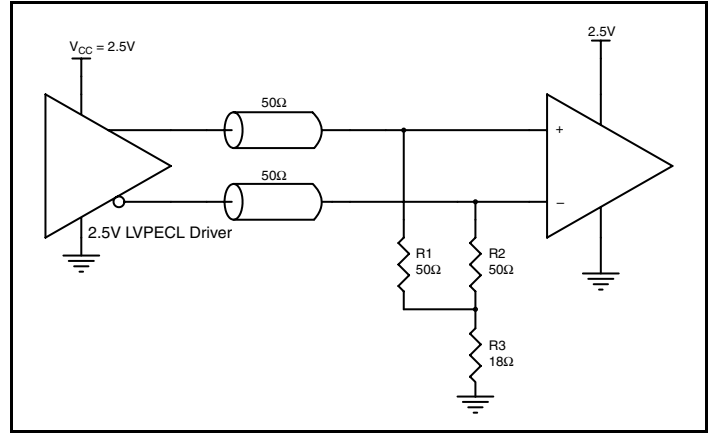 V_CC = 2.5V
2.5V
50Ω
+
50Ω
–
2.5V LVPECL Driver
R1
50Ω
R2
50Ω
R3
18Ω